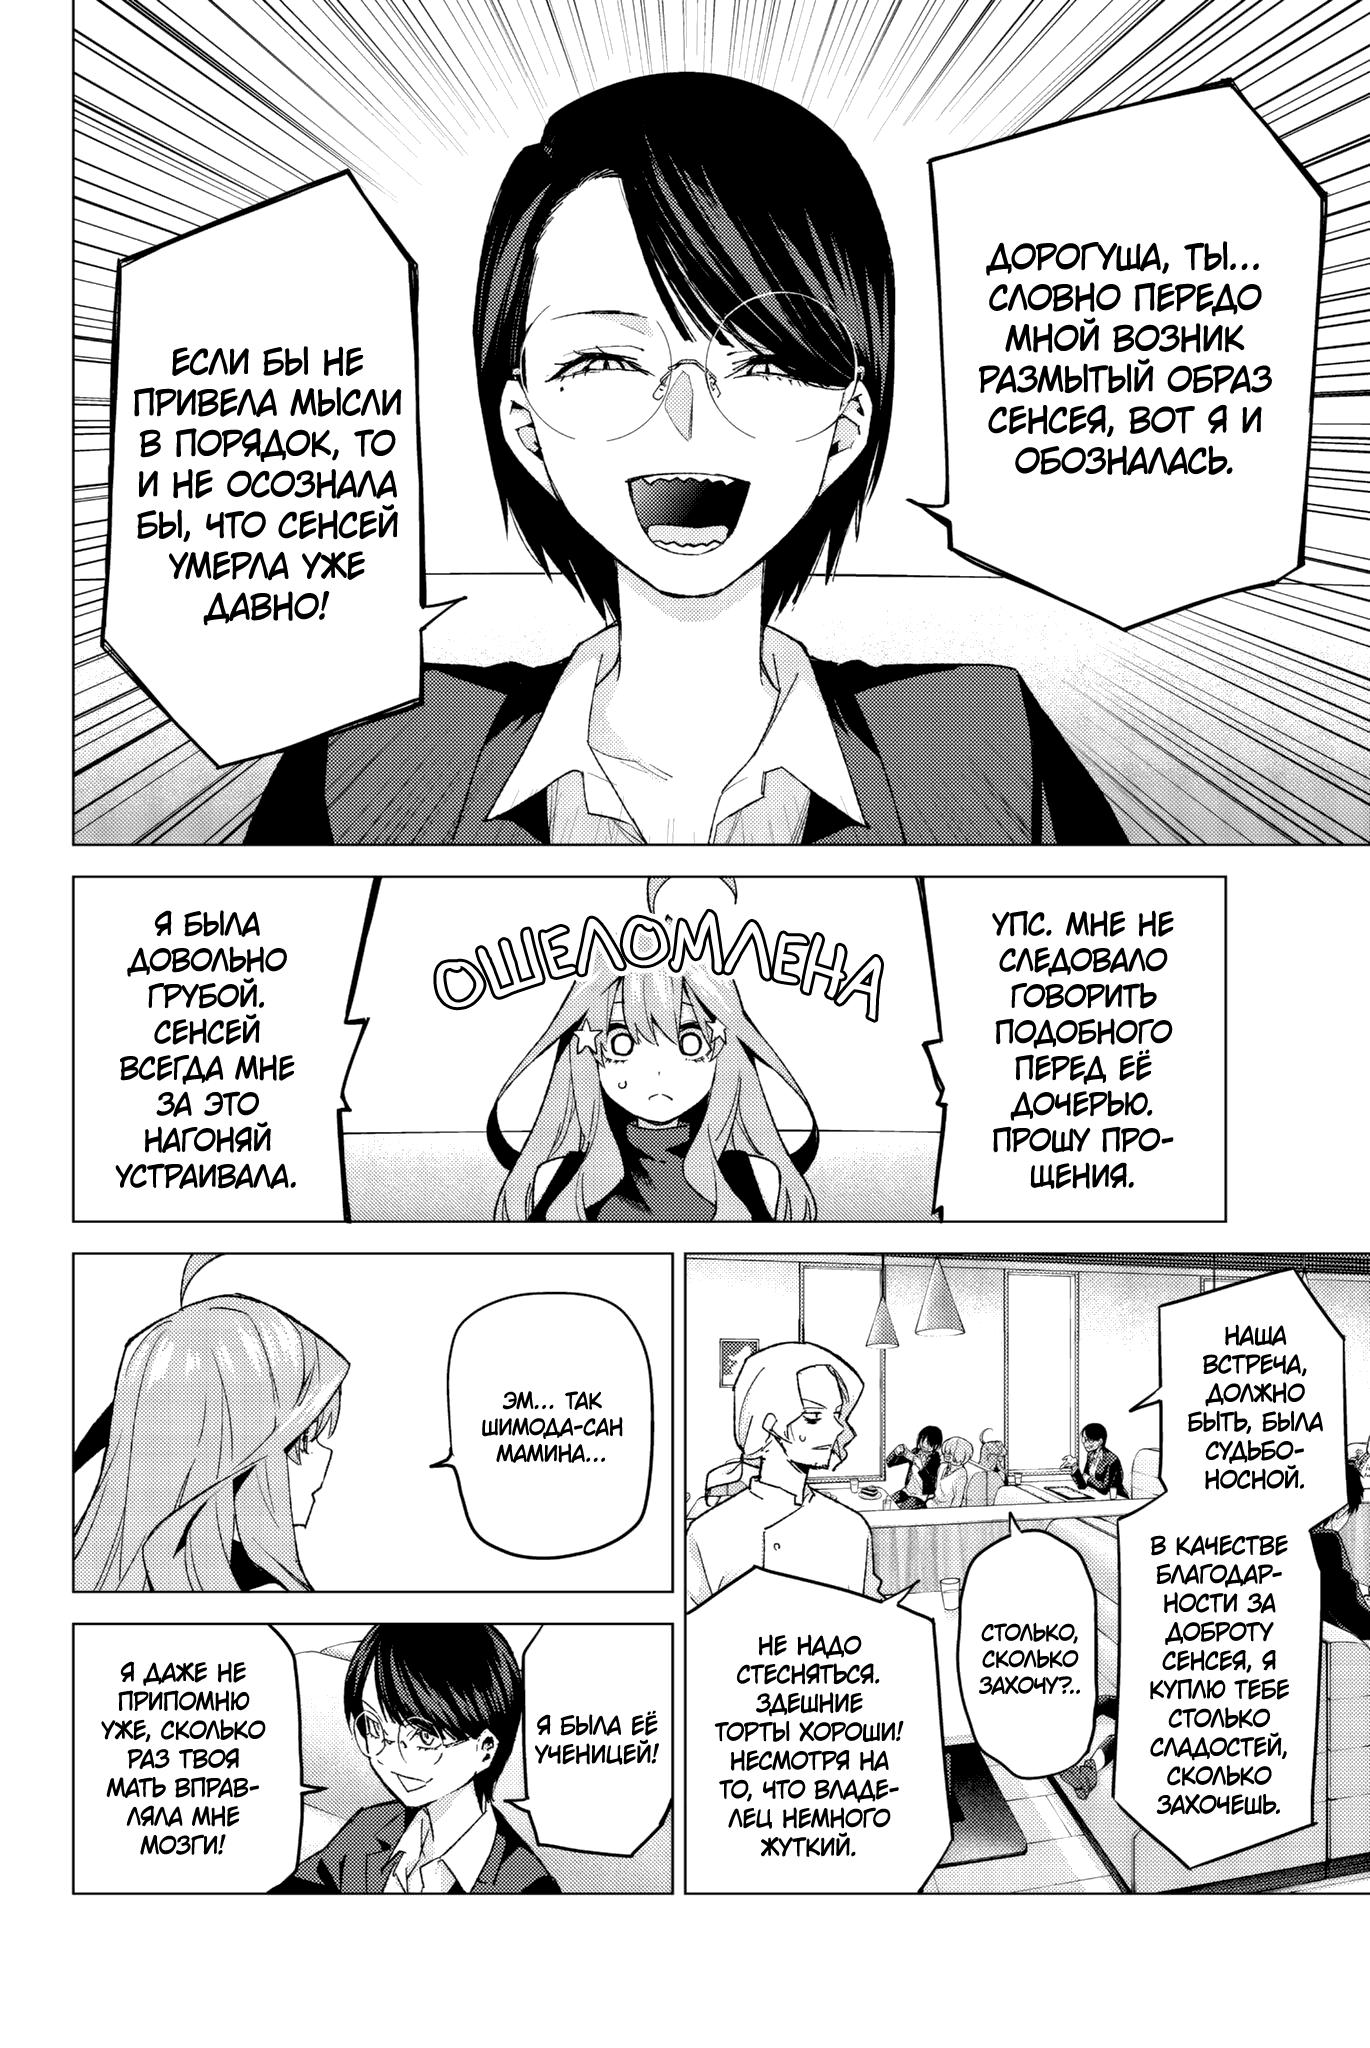 ДОРОГУША, ТЫ...
СЛОВНО ПЕРЕДО
МНОЙ ВОЗНИК
РАЗМЫТЫЙ ОБРАЗ
СЕНСЕЯ, ВОТ Я И
ОБОЗНАЛАСЬ.
ЕСЛИ БЫ НЕ
ПРИВЕЛА МЫСЛИ
В ПОРЯДОК, ТО
И НЕ ОСОЗНАЛА
БЫ, ЧТО СЕНСЕЙ
УМЕРЛА УЖЕ
ДАВНО!
УПС. МНЕ НЕ
СЛЕДОВАЛО
ГОВОРИТЬ
ПОДОБНОГО
ПЕРЕД ЕЁ
ДОЧЕРЬЮ.
ПРОШУ ПРО-
ЩЕНИЯ.
ОШЕЛОМЛЕНА
Я БЫЛА
ДОВОЛЬНО
ГРУБОЙ.
СЕНСЕЙ
ВСЕГДА МНЕ
ЗА ЭТО
НАГОНЯЙ
УСТРАИВАЛА.
НАША
ВСТРЕЧА,
ДОЛЖНО
БЫТЬ, БЫЛА
СУДЬБО-
НОСНОЙ.
В КАЧЕСТВЕ
БЛАГОДАР-
НОСТИ ЗА
ДОБРОТУ
СЕНСЕЯ, Я
КУПЛЮ ТЕБЕ
СТОЛЬКО
СЛАДОСТЕЙ,
СКОЛЬКО
ЗАХОЧЕШЬ.
СТОЛЬКО,
СКОЛЬКО
ЗАХОЧУ?..
НЕ НАДО
СТЕСНЯТЬСЯ.
ЗДЕШНИЕ
ТОРТЫ ХОРОШИ!
НЕСМОТРЯ НА
ТО, ЧТО ВЛАДЕ-
ЛЕЦ НЕМНОГО
ЖУТКИЙ.
ЭМ... ТАК
ШИМОДА-САН
МАМИНА...
Я БЫЛА ЕЁ
УЧЕНИЦЕЙ!
Я ДАЖЕ НЕ
ПРИПОМНЮ
УЖЕ, СКОЛЬКО
РАЗ ТВОЯ
МАТЬ ВПРАВ-
ЛЯЛА МНЕ
МОЗГИ!